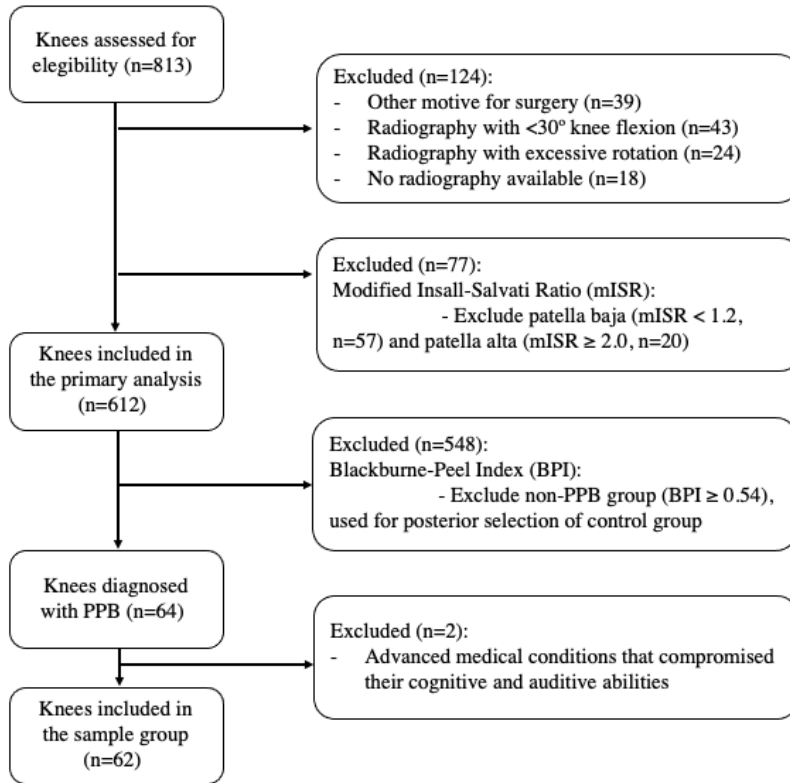 Knees assessed for
elegibility (n=813)
Excluded (n=124):
- Other motive for surgery (n=39)
- Radiography with <30º knee flexion (n=43)
- Radiography with excessive rotation (n=24)
- No radiography available (n=18)
Excluded (n=77):
Modified Insall-Salvati Ratio (mISR):
- Exclude patella baja (mISR < 1.2,
n=57) and patella alta (mISR ≥ 2.0, n=20)
Knees included in
the primary analysis
(n=612)
Excluded (n=548):
Blackburne-Peel Index (BPI):
- Exclude non-PPB group (BPI ≥ 0.54),
used for posterior selection of control group
Knees diagnosed
with PPB (n=64)
Excluded (n=2):
- Advanced medical conditions that compromised
their cognitive and auditive abilities
Knees included in
the sample group
(n=62)